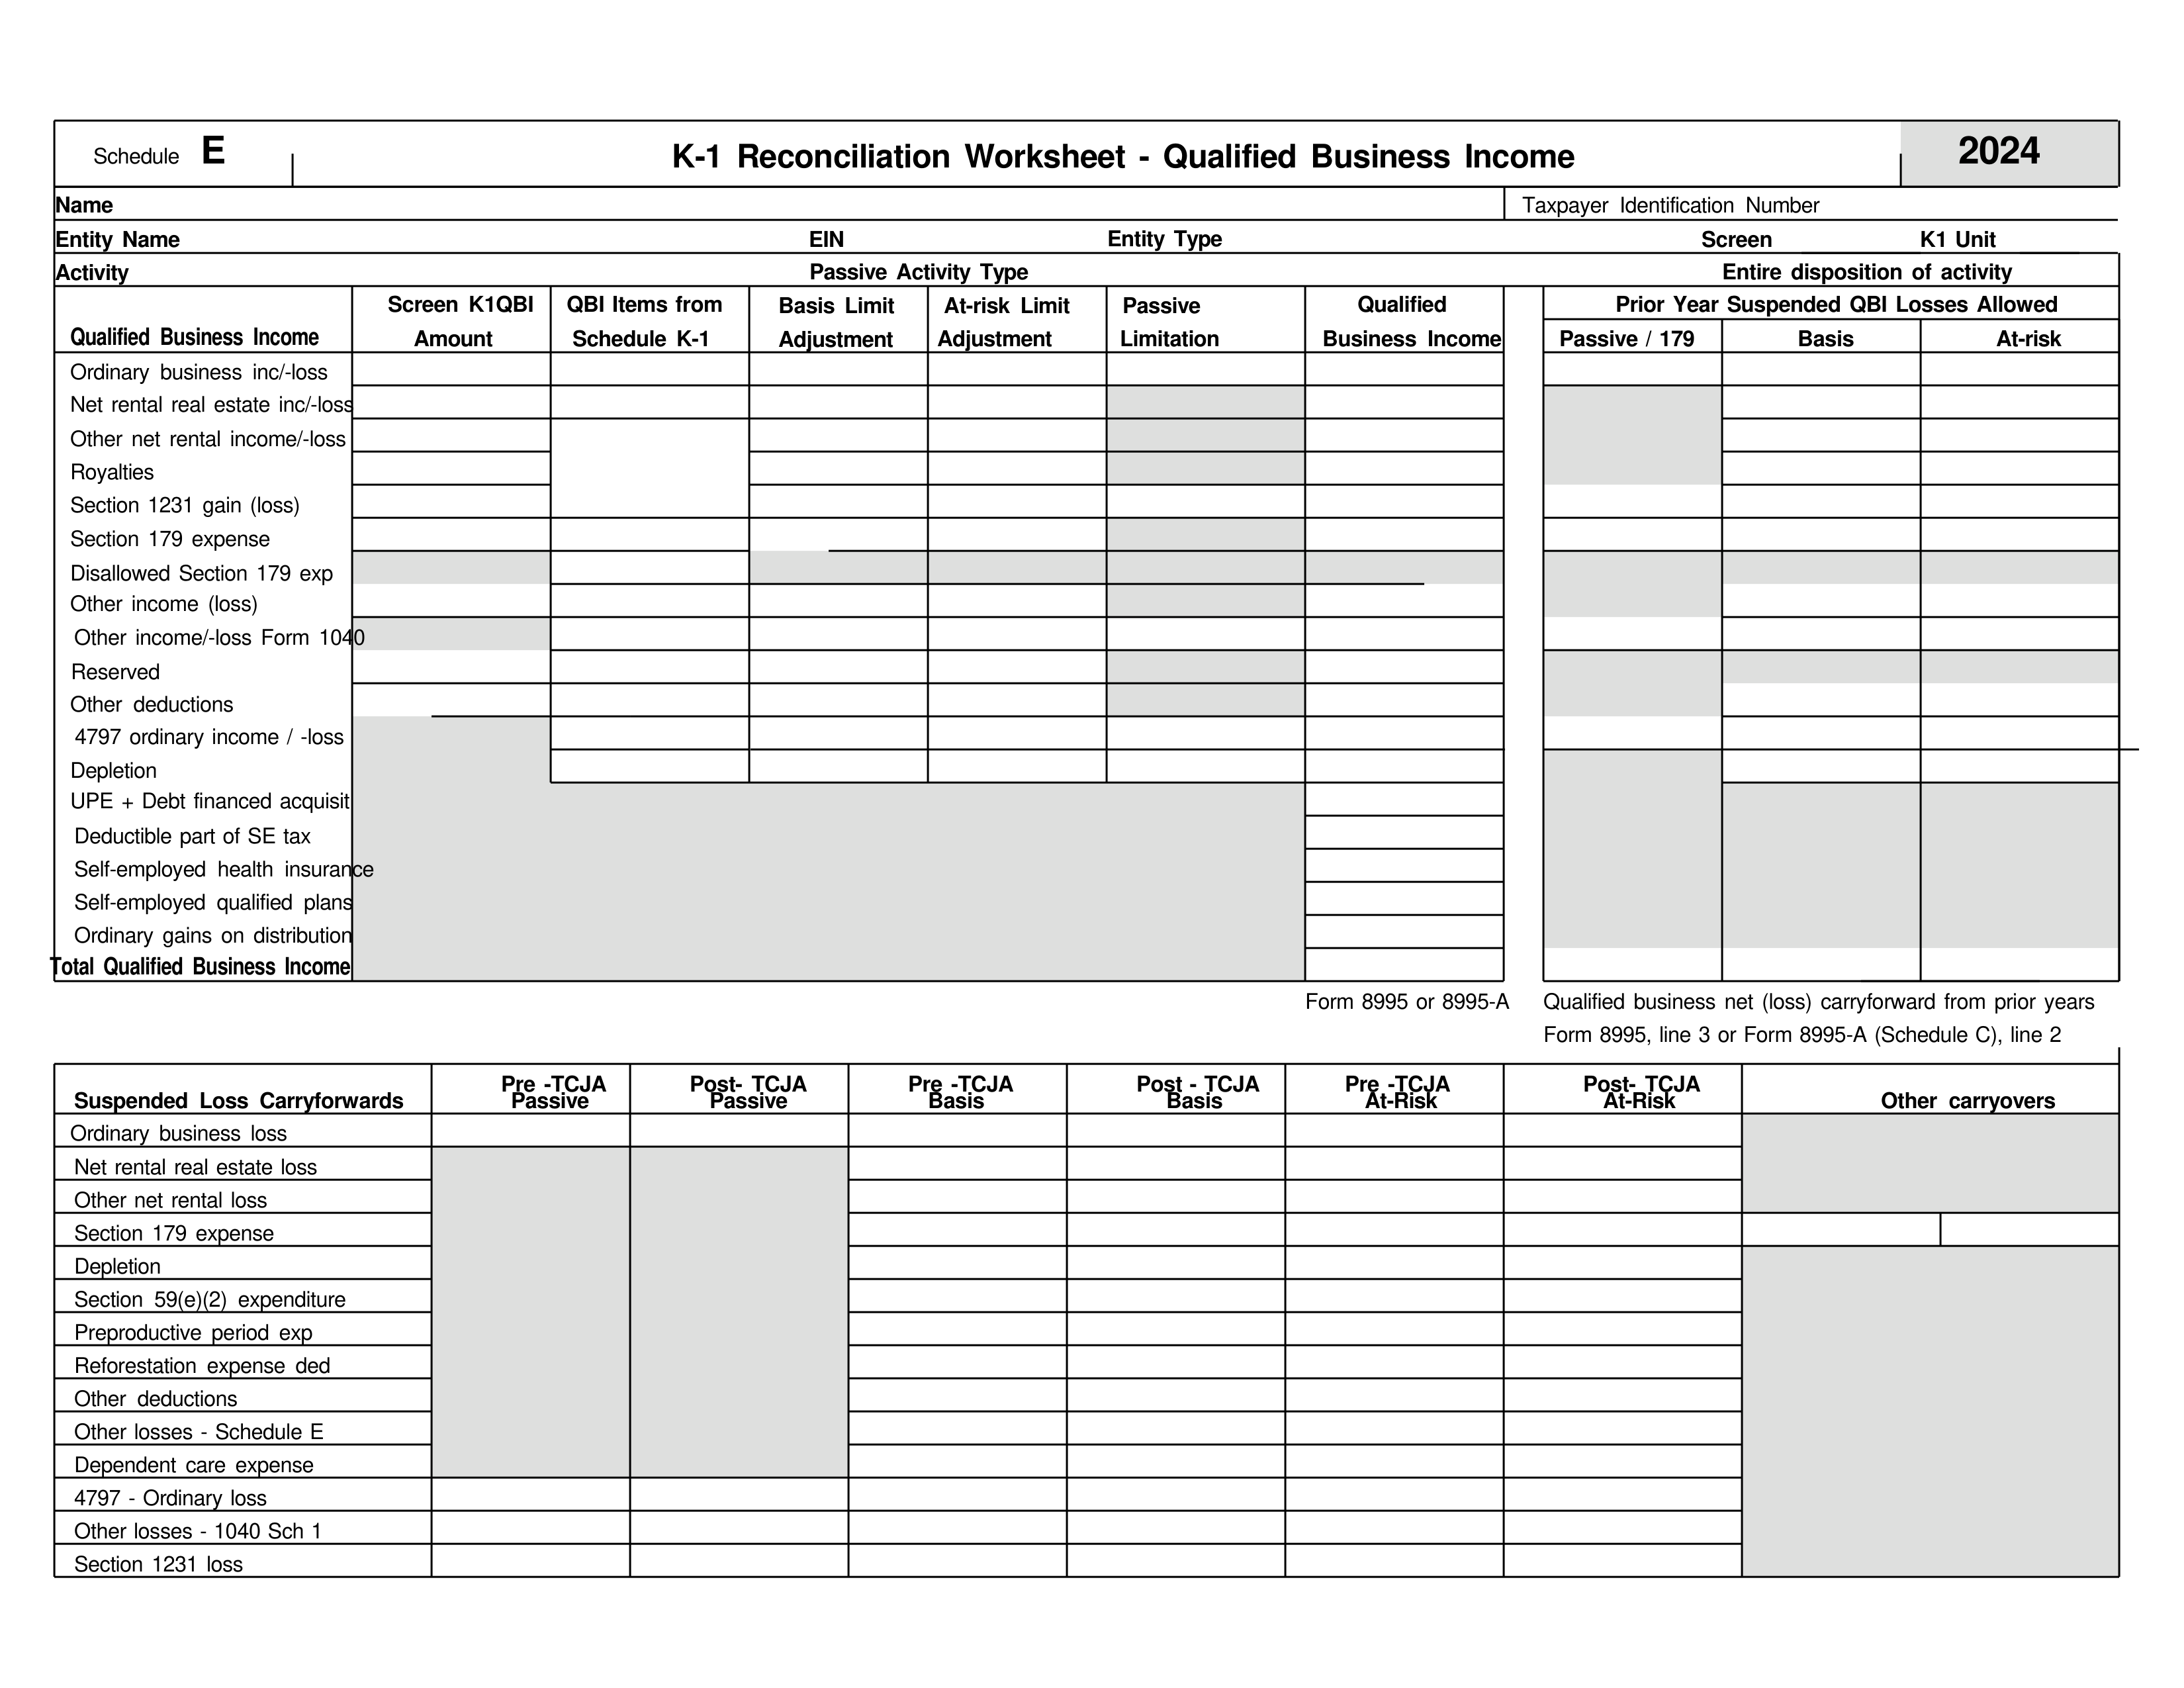 Schedule E K-1 Reconciliation Worksheet - Qualified Business Income 2024
Name Taxpayer Identification Number
Entity Name EIN Entity Type Screen K1 Unit
Activity Passive Activity Type Entire disposition of activity
Screen K1QBI QBI Items from Basis Limit At-risk Limit Passive Qualified Prior Year Suspended QBI Losses Allowed
Qualified Business Income Amount Schedule K-1 Adjustment Adjustment Limitation Business Income Passive / 179 Basis At-risk
Ordinary business inc/-loss
Net rental real estate inc/-loss
Other net rental income/-loss
Royalties
Section 1231 gain (loss)
Section 179 expense
Disallowed Section 179 exp
Other income (loss)
Other income/-loss Form 1040
Reserved
Other deductions
4797 ordinary income / -loss
Depletion
UPE + Debt financed acquisit
Deductible part of SE tax
Self-employed health insurance
Self-employed qualified plans
Ordinary gains on distribution
Total Qualified Business Income
Form 8995 or 8995-A Qualified business net (loss) carryforward from prior years
Form 8995, line 3 or Form 8995-A (Schedule C), line 2
Pre -TCJA Post- TCJA Pre -TCJA Post - TCJA Pre -TCJA Post- TCJA
Suspended Loss Carryforwards Passive Passive Basis Basis At-Risk At-Risk Other carryovers
Ordinary business loss
Net rental real estate loss
Other net rental loss
Section 179 expense
Depletion
Section 59(e)(2) expenditure
Preproductive period exp
Reforestation expense ded
Other deductions
Other losses - Schedule E
Dependent care expense
4797 - Ordinary loss
Other losses - 1040 Sch 1
Section 1231 loss